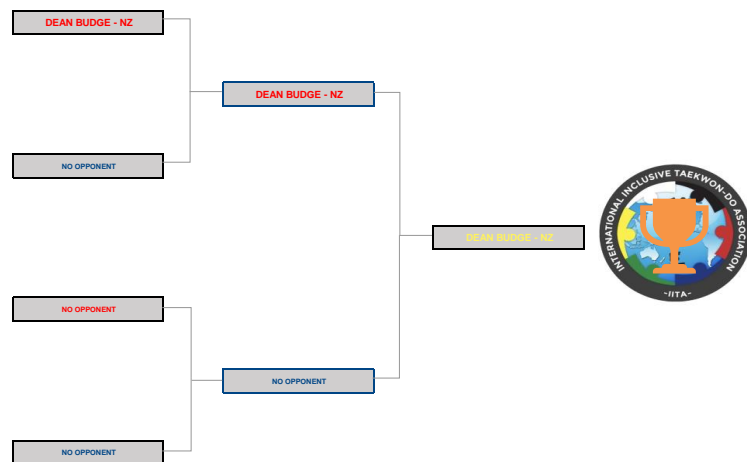 DEAN BUDGE - NZ
DEAN BUDGE - NZ
NO OPPONENT
DEAN BUDGE - NZ
INTERNATIONAL INCLUSIVE TAEKWON-DO ASSOCIATION
~IITA~
NO OPPONENT
NO OPPONENT
NO OPPONENT